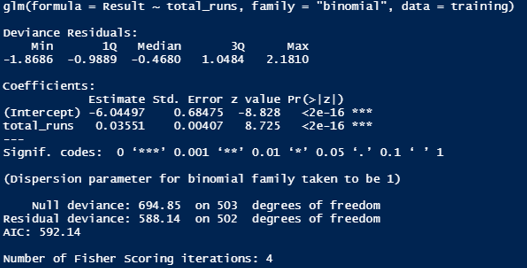 glm(formula = Result ~ total_runs, family = "binomial", data = training)
Deviance Residuals:
Min 1Q Median 3Q Max
-1.8686 -0.9889 -0.4680 1.0484 2.1810
Coefficients:
Estimate Std. Error z value Pr(>|z|)
(Intercept) -6.04497 0.68475 -8.828 <2e-16 ***
total_runs 0.03551 0.00407 8.725 <2e-16 ***
---
Signif. codes: 0 ‘***’ 0.001 ‘**’ 0.01 ‘*’ 0.05 ‘.’ 0.1 ‘ ’ 1
(Dispersion parameter for binomial family taken to be 1)
Null deviance: 694.85 on 503 degrees of freedom
Residual deviance: 588.14 on 502 degrees of freedom
AIC: 592.14
Number of Fisher Scoring iterations: 4